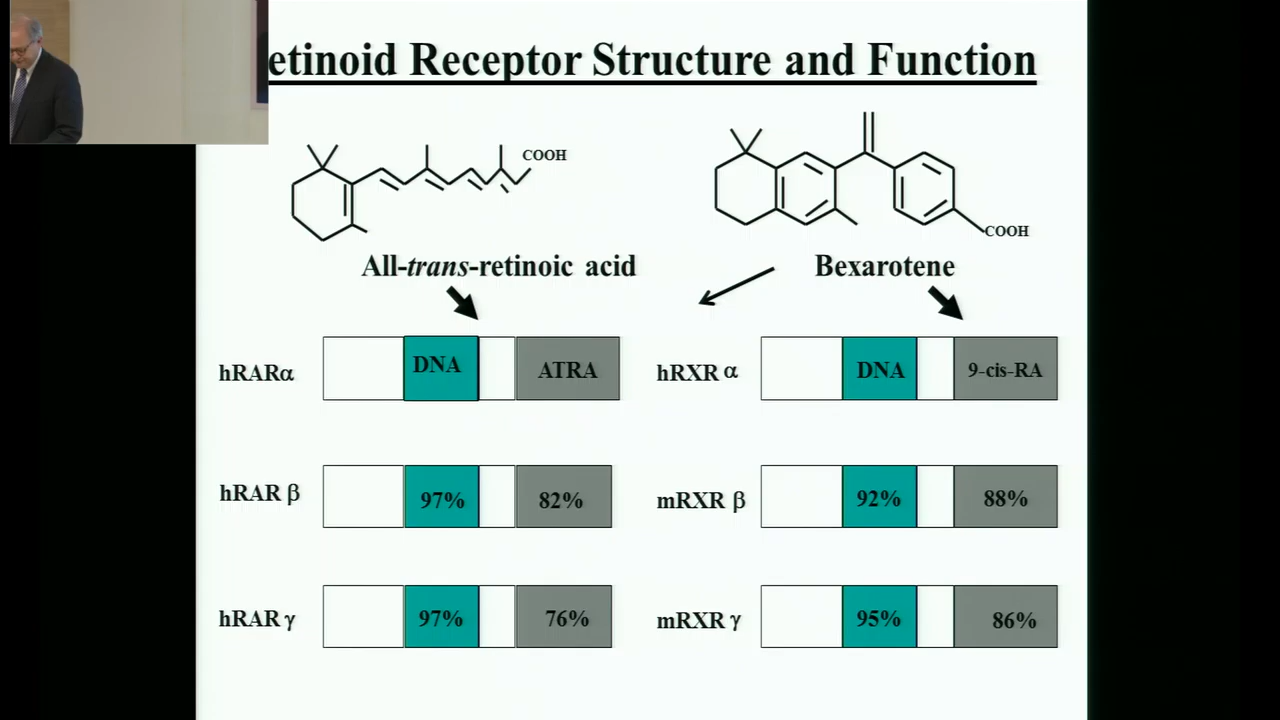 etinoid Receptor Structure and Function
COOH
COOH
All-trans-retinoic acid
Bexarotene
hRARα
DNA
ATRA
hRXR α
DNA
9-cis-RA
hRAR β
97%
82%
mRXR β
92%
88%
hRAR γ
97%
76%
mRXR γ
95%
86%